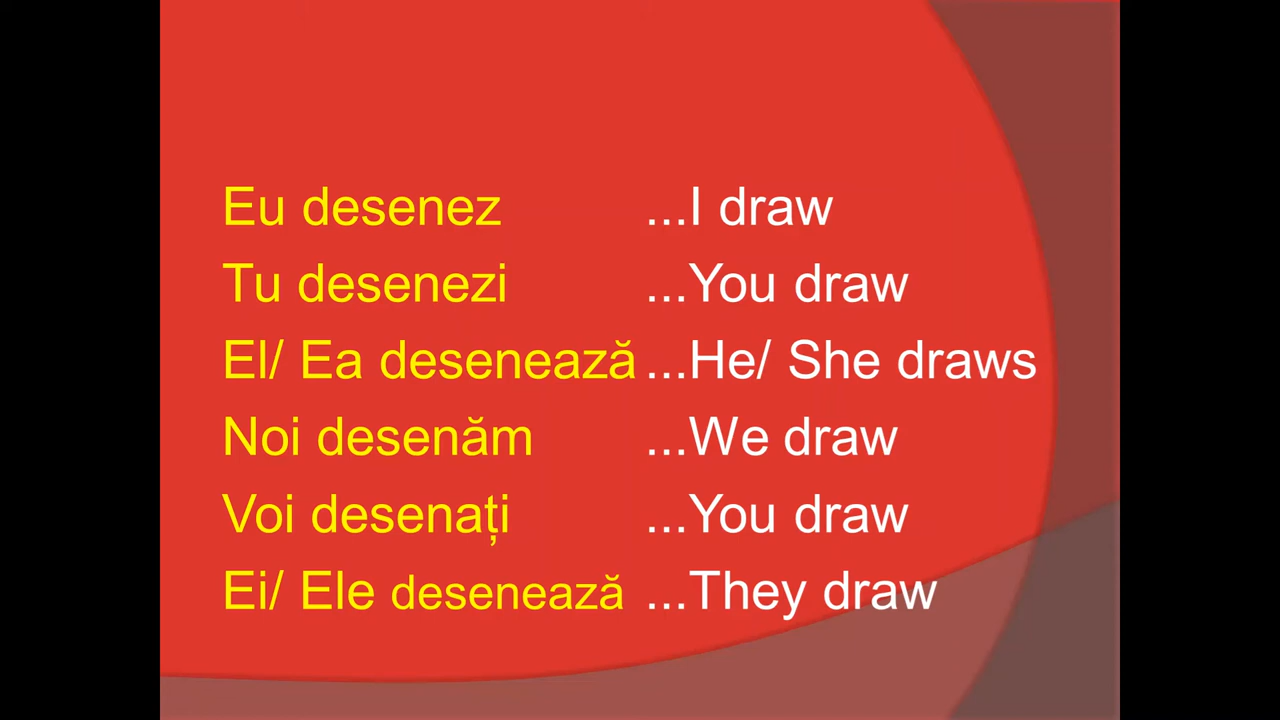 Eu desenez ...I draw
Tu desenezi ...You draw
El/ Ea desenează ...He/ She draws
Noi desenăm ...We draw
Voi desenați ...You draw
Ei/ Ele desenează ...They draw